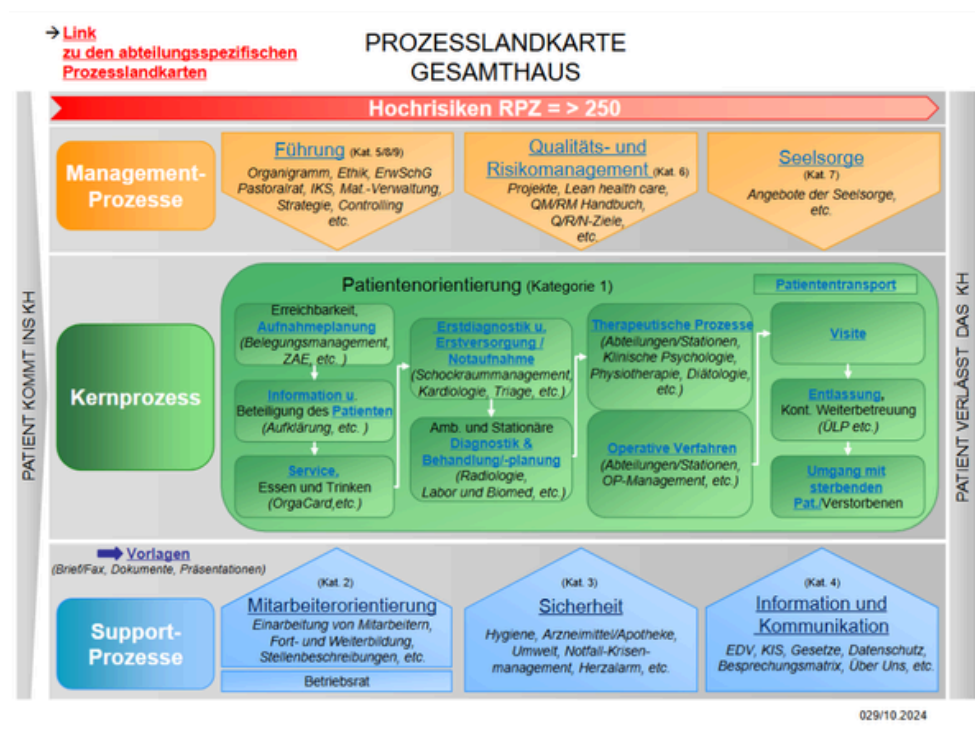 → Link
zu den abteilungsspezifischen
Prozesslandkarten
PROZESSLANDKARTE
GESAMTHAUS
Hochrisiken RPZ = > 250
PATIENT KOMMT INS KH
Management-
Prozesse
Führung (Kat. 5/8/9)
Organigramm, Ethik, ErwSchG
Pastoralrat, IKS, Mat.-Verwaltung,
Strategie, Controlling
etc.
Qualitäts- und
Risikomanagement (Kat. 6)
Projekte, Lean health care,
QM/RM Handbuch,
Q/R/N-Ziele,
etc.
Seelsorge
(Kat. 7)
Angebote der Seelsorge,
etc.
Kernprozess
Patientenorientierung (Kategorie 1)
Patiententransport
Erreichbarkeit,
Aufnahmeplanung
(Belegungsmanagement,
ZAE, etc. )
Information u.
Beteiligung des Patienten
(Aufklärung, etc. )
Service,
Essen und Trinken
(OrgaCard,etc.)
Erstdiagnostik u.
Erstversorgung /
Notaufnahme
(Schockraummanagement,
Kardiologie, Triage, etc.)
Amb. und Stationäre
Diagnostik &
Behandlung/-planung
(Radiologie,
Labor und Biomed, etc.)
Therapeutische Prozesse
(Abteilungen/Stationen,
Klinische Psychologie,
Physiotherapie, Diätologie,
etc.)
Operative Verfahren
(Abteilungen/Stationen,
OP-Management, etc.)
Visite
Entlassung,
Kont. Weiterbetreuung
(ÜLP etc.)
Umgang mit
sterbenden
Pat./Verstorbenen
Vorlagen
(Brief/Fax, Dokumente, Präsentationen)
Support-
Prozesse
(Kat. 2)
Mitarbeiterorientierung
Einarbeitung von Mitarbeitern,
Fort- und Weiterbildung,
Stellenbeschreibungen, etc.
Betriebsrat
(Kat. 3)
Sicherheit
Hygiene, Arzneimittel/Apotheke,
Umwelt, Notfall-Krisen-
management, Herzalarm, etc.
(Kat. 4)
Information und
Kommunikation
EDV, KIS, Gesetze, Datenschutz,
Besprechungsmatrix, Über Uns, etc.
PATIENT VERLÄSST DAS KH
029/10.2024